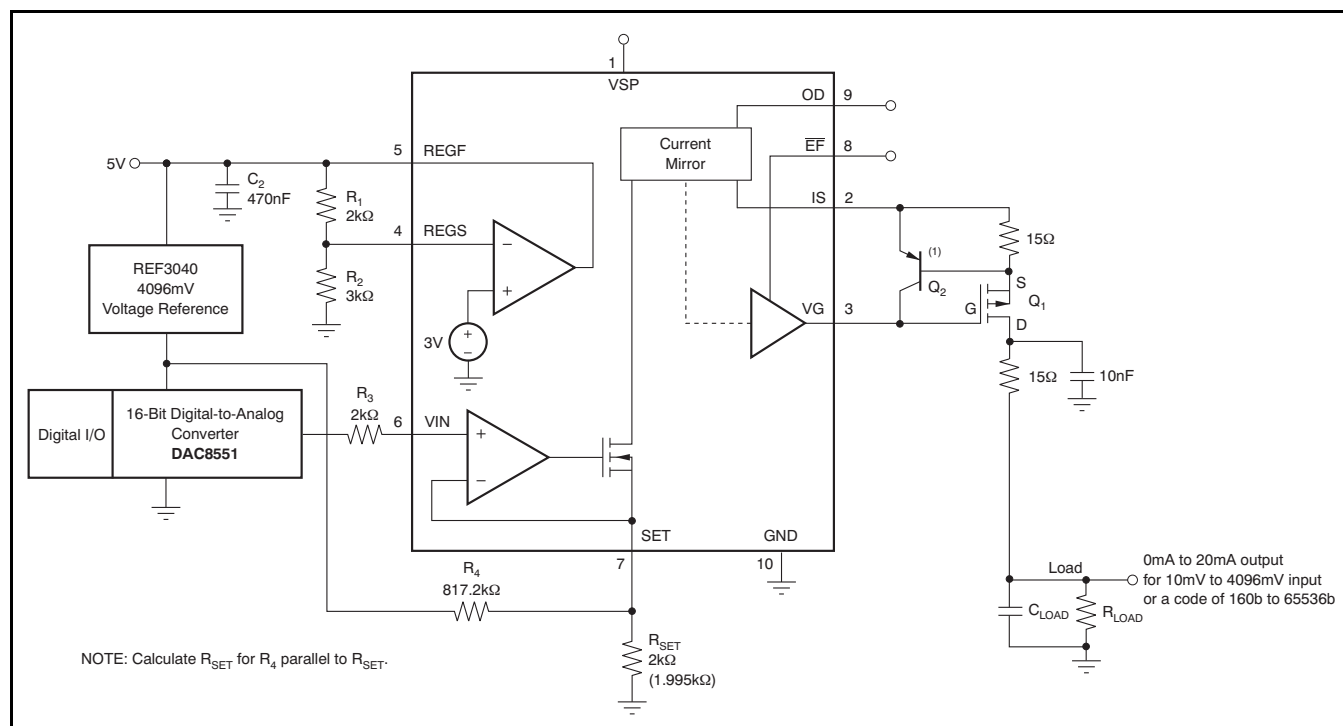 1
VSP
OD 9
Current
Mirror
EF 8
5V
5 REGF
C2
470nF
R1
2kΩ
IS 2
4 REGS
15Ω
(1)
Q2
REF3040
4096mV
Voltage Reference
R2
3kΩ
S
Q1
G
D
VG 3
3V
15Ω
10nF
Digital I/O
16-Bit Digital-to-Analog
Converter
DAC8551
R3
2kΩ
6 VIN
SET
7
GND
10
R4
817.2kΩ
Load
0mA to 20mA output
for 10mV to 4096mV input
or a code of 160b to 65536b
CLOAD
RLOAD
RSET
2kΩ
(1.995kΩ)
NOTE: Calculate RSET for R4 parallel to RSET.